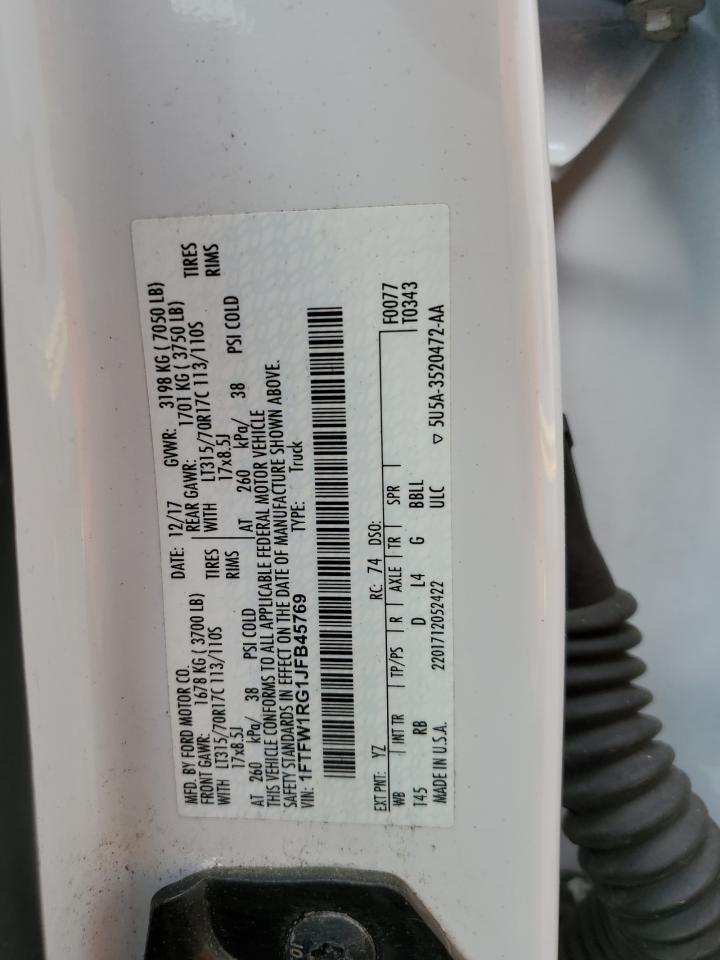 MFD. BY FORD MOTOR CO.
DATE: 12/17 GVWR: 3198 KG ( 7050 LB)
FRONT GAWR: 1678 KG ( 3700 LB) REAR GAWR: 1701 KG ( 3750 LB)
WITH LT315/70R17C 113/110S TIRES WITH LT315/70R17C 113/110S TIRES
17x8.5J RIMS 17x8.5J RIMS
AT 260 kPa/ 38 PSI COLD AT 260 kPa/ 38 PSI COLD
THIS VEHICLE CONFORMS TO ALL APPLICABLE FEDERAL MOTOR VEHICLE
SAFETY STANDARDS IN EFFECT ON THE DATE OF MANUFACTURE SHOWN ABOVE.
VIN: 1FTFW1RG1JFB45769 TYPE: Truck
F0077
T0343
EXT PNT: YZ RC: 74 DSO:
WB INT TR TP/PS R AXLE TR SPR
145 RB D L4 G BBLL
MADE IN U.S.A. 2201712052422 ULC ▽ 5U5A-3520472-AA